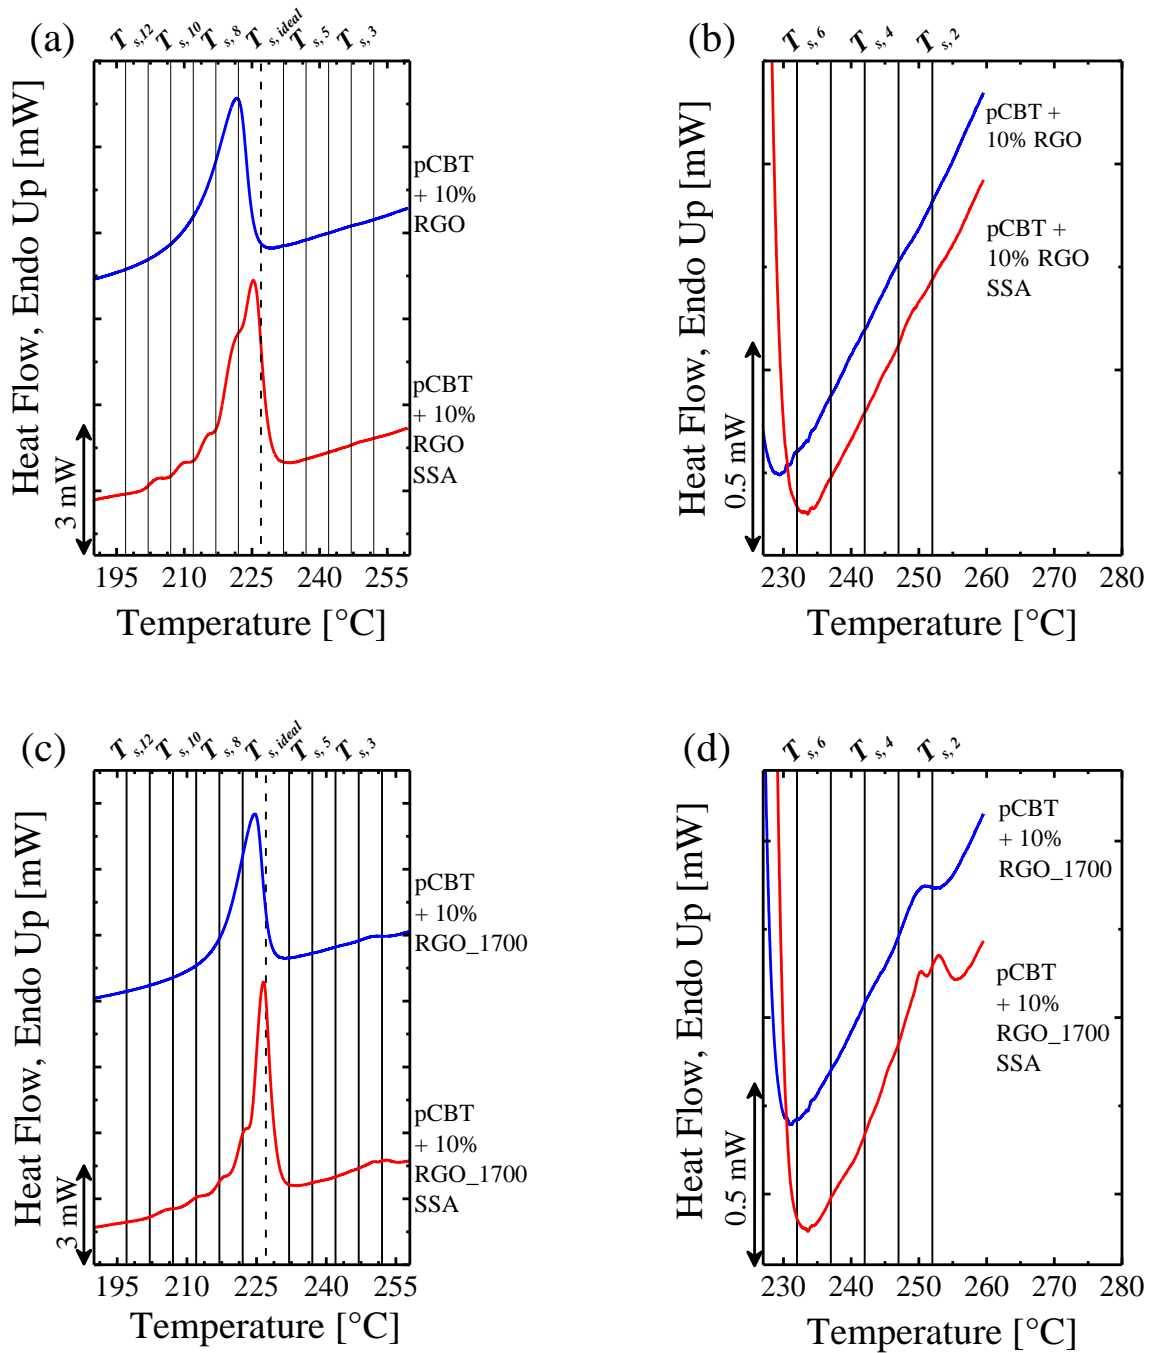 (a)
T s,12 T s,10 T s,8 T s,ideal T s,5 T s,3
Heat Flow, Endo Up [mW]
3 mW
pCBT
+ 10%
RGO
pCBT
+ 10%
RGO
SSA
195 210 225 240 255
Temperature [°C]
(b)
T s,6 T s,4 T s,2
Heat Flow, Endo Up [mW]
0.5 mW
pCBT +
10% RGO
pCBT +
10% RGO
SSA
230 240 250 260 270 280
Temperature [°C]
(c)
T s,12 T s,10 T s,8 T s,ideal T s,5 T s,3
Heat Flow, Endo Up [mW]
3 mW
pCBT
+ 10%
RGO_1700
pCBT
+ 10%
RGO_1700
SSA
195 210 225 240 255
Temperature [°C]
(d)
T s,6 T s,4 T s,2
Heat Flow, Endo Up [mW]
0.5 mW
pCBT
+ 10%
RGO_1700
pCBT
+ 10%
RGO_1700
SSA
230 240 250 260 270 280
Temperature [°C]